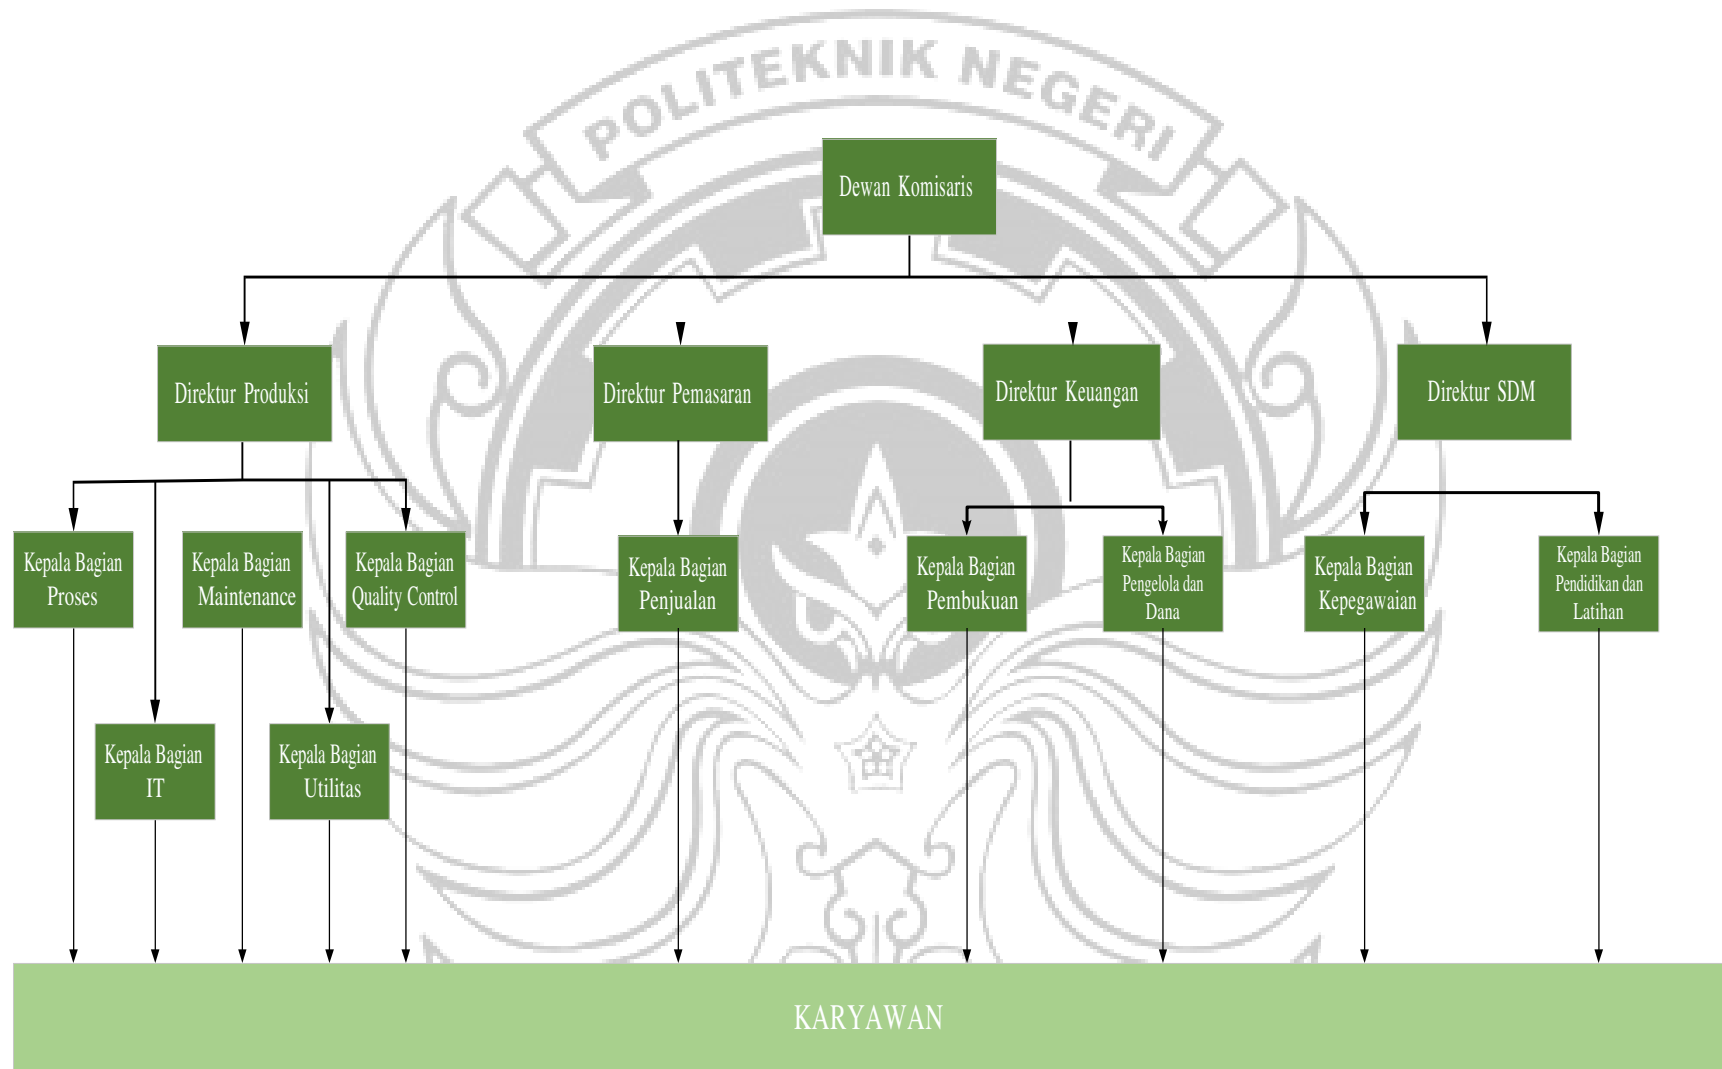 POLITEKNIK NEGERI
Dewan Komisaris
Direktur Produksi
Direktur Pemasaran
Direktur Keuangan
Direktur SDM
Kepala Bagian
Proses
Kepala Bagian
Maintenance
Kepala Bagian
Quality Control
Kepala Bagian
Penjualan
Kepala Bagian
Pembukuan
Kepala Bagian
Pengelola dan
Dana
Kepala Bagian
Kepegawaian
Kepala Bagian
Pendidikan dan
Latihan
Kepala Bagian
IT
Kepala Bagian
Utilitas
KARYAWAN